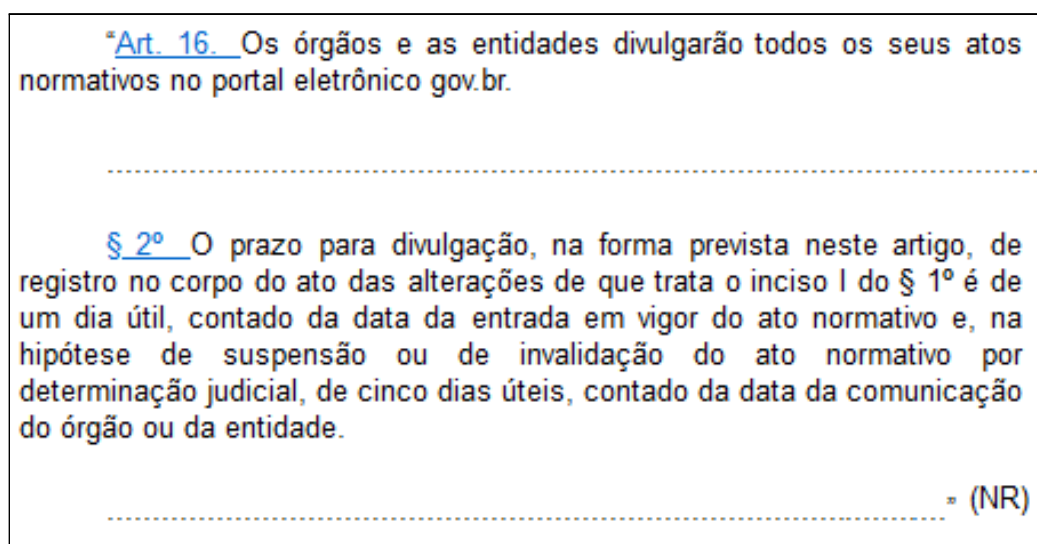 “Art. 16. Os órgãos e as entidades divulgarão todos os seus atos
normativos no portal eletrônico gov.br.
........................................................................................................
§ 2º O prazo para divulgação, na forma prevista neste artigo, de
registro no corpo do ato das alterações de que trata o inciso I do § 1º é de
um dia útil, contado da data da entrada em vigor do ato normativo e, na
hipótese de suspensão ou de invalidação do ato normativo por
determinação judicial, de cinco dias úteis, contado da data da comunicação
do órgão ou da entidade.
..............................................................................................” (NR)